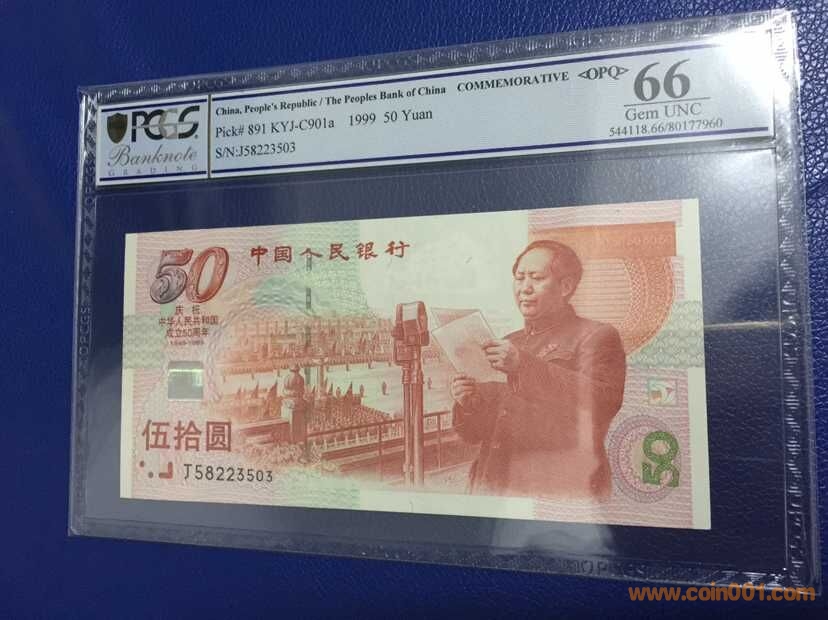 China, People's Republic / The Peoples Bank of China COMMEMORATIVE <OPQ> 66
PCGS Pick# 891 KYJ-C901a 1999 50 Yuan Gem UNC
Banknote S/N:J58223503 544118.66/80177960
GRADING
50 中国人民银行
庆祝
中华人民共和国
成立50周年
1949-1999
伍拾圆
J58223503
50
www.coin001.com